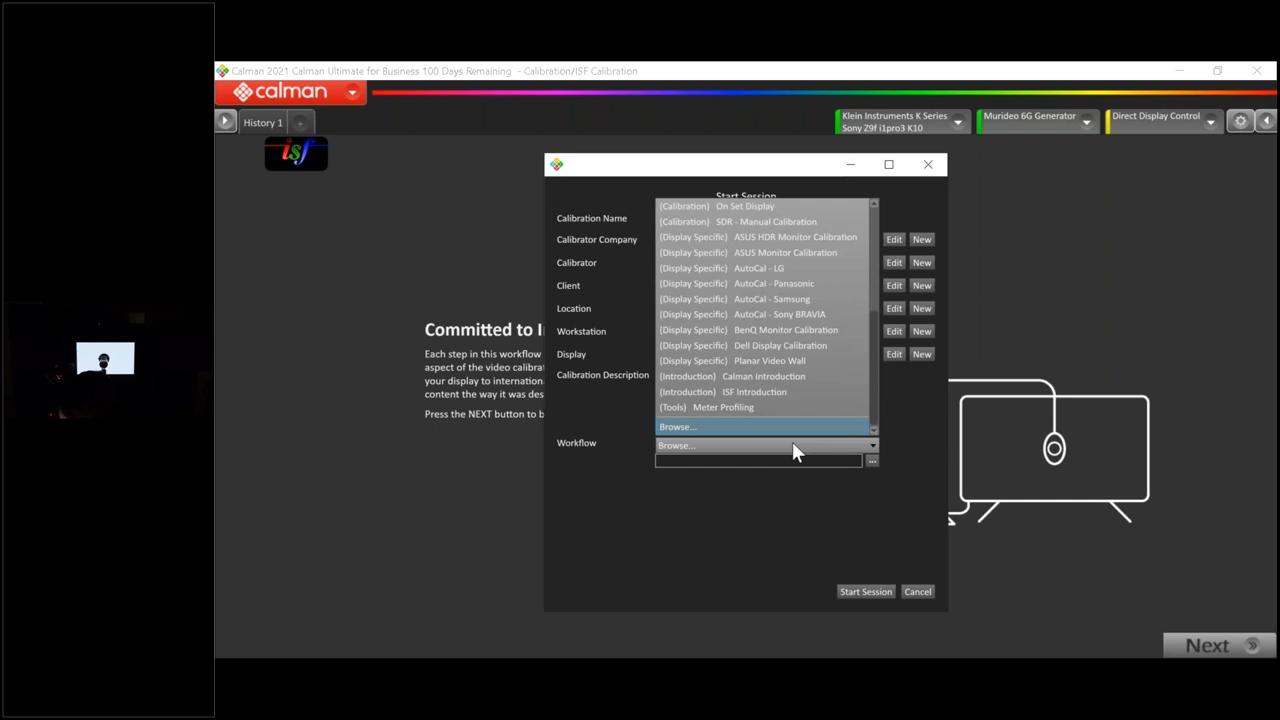 Calman 2021 Calman Ultimate for Business 100 Days Remaining - Calibration/ISF Calibration
calman
History 1
+
Klein Instruments K Series
Sony Z9f i1pro3 K10
Murideo 6G Generator
Direct Display Control
isf
Committed to I
Each step in this workflow
aspect of the video calibra
your display to internation
content the way it was des
Press the NEXT button to b
Start Session
Calibration Name
Calibrator Company
Edit
New
Calibrator
Edit
New
Client
Edit
New
Location
Edit
New
Workstation
Edit
New
Display
Edit
New
Calibration Description
(Calibration) On Set Display
(Calibration) SDR - Manual Calibration
(Display Specific) ASUS HDR Monitor Calibration
(Display Specific) ASUS Monitor Calibration
(Display Specific) AutoCal - LG
(Display Specific) AutoCal - Panasonic
(Display Specific) AutoCal - Samsung
(Display Specific) AutoCal - Sony BRAVIA
(Display Specific) BenQ Monitor Calibration
(Display Specific) Dell Display Calibration
(Display Specific) Planar Video Wall
(Introduction) Calman Introduction
(Introduction) ISF Introduction
(Tools) Meter Profiling
Browse...
Workflow
Browse...
...
Start Session
Cancel
Next